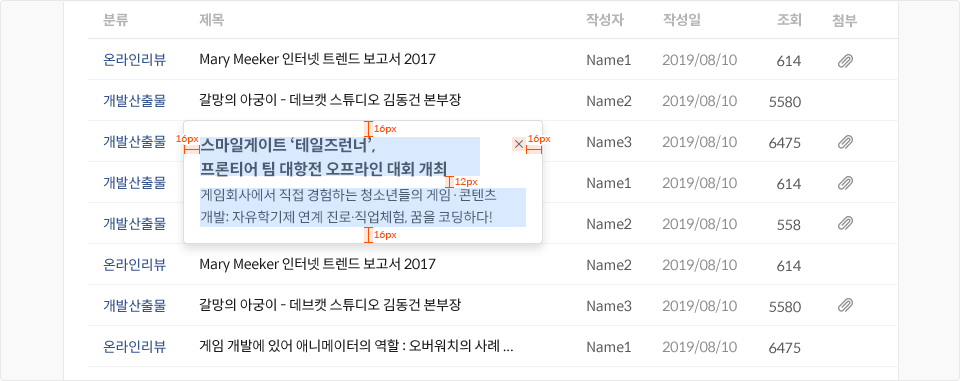 분류 제목 작성자 작성일 조회 첨부
온라인리뷰 Mary Meeker 인터넷 트렌드 보고서 2017 Name1 2019/08/10 614
개발산출물 갈망의 아궁이 - 데브캣 스튜디오 김동건 본부장 Name2 5580
16px
개발산출물 Name3 2019/08/10 6475
16px 스마일게이트 ‘테일즈런너’, × 16px
프론티어 팀 대항전 오프라인 대회 개최
12px
개발산출물 Name1 2019/08/10 614
게임회사에서 직접 경험하는 청소년들의 게임·콘텐츠
개발: 자유학기제 연계 진로·직업체험, 꿈을 코딩하다!
개발산출물 Name2 2019/08/10 558
16px
온라인리뷰 Mary Meeker 인터넷 트렌드 보고서 2017 Name2 2019/08/10 614
개발산출물 갈망의 아궁이 - 데브캣 스튜디오 김동건 본부장 Name3 2019/08/10 5580
온라인리뷰 게임 개발에 있어 애니메이터의 역할 : 오버워치의 사례 ... Name1 2019/08/10 6475